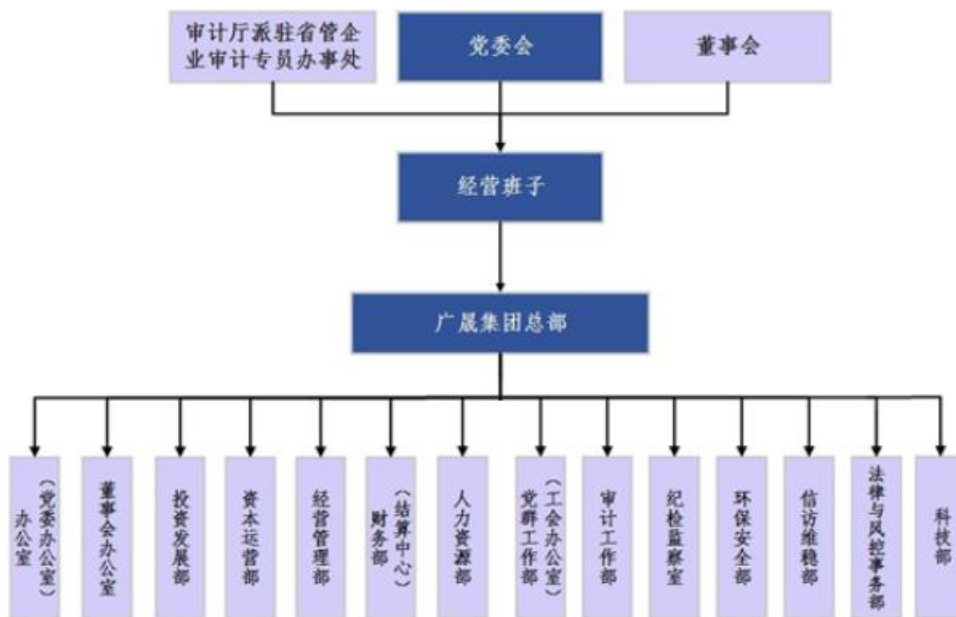 审计厅派驻省管企
业审计专员办事处
党委会
董事会
经营班子
广晟集团总部
办公室
（党委办公室）
董事会办公室
投资发展部
资本运营部
经营管理部
财务部
（结算中心）
人力资源部
党群工作部
（工会办公室）
审计工作部
纪检监察室
环保安全部
信访维稳部
法律与风控事务部
科技部